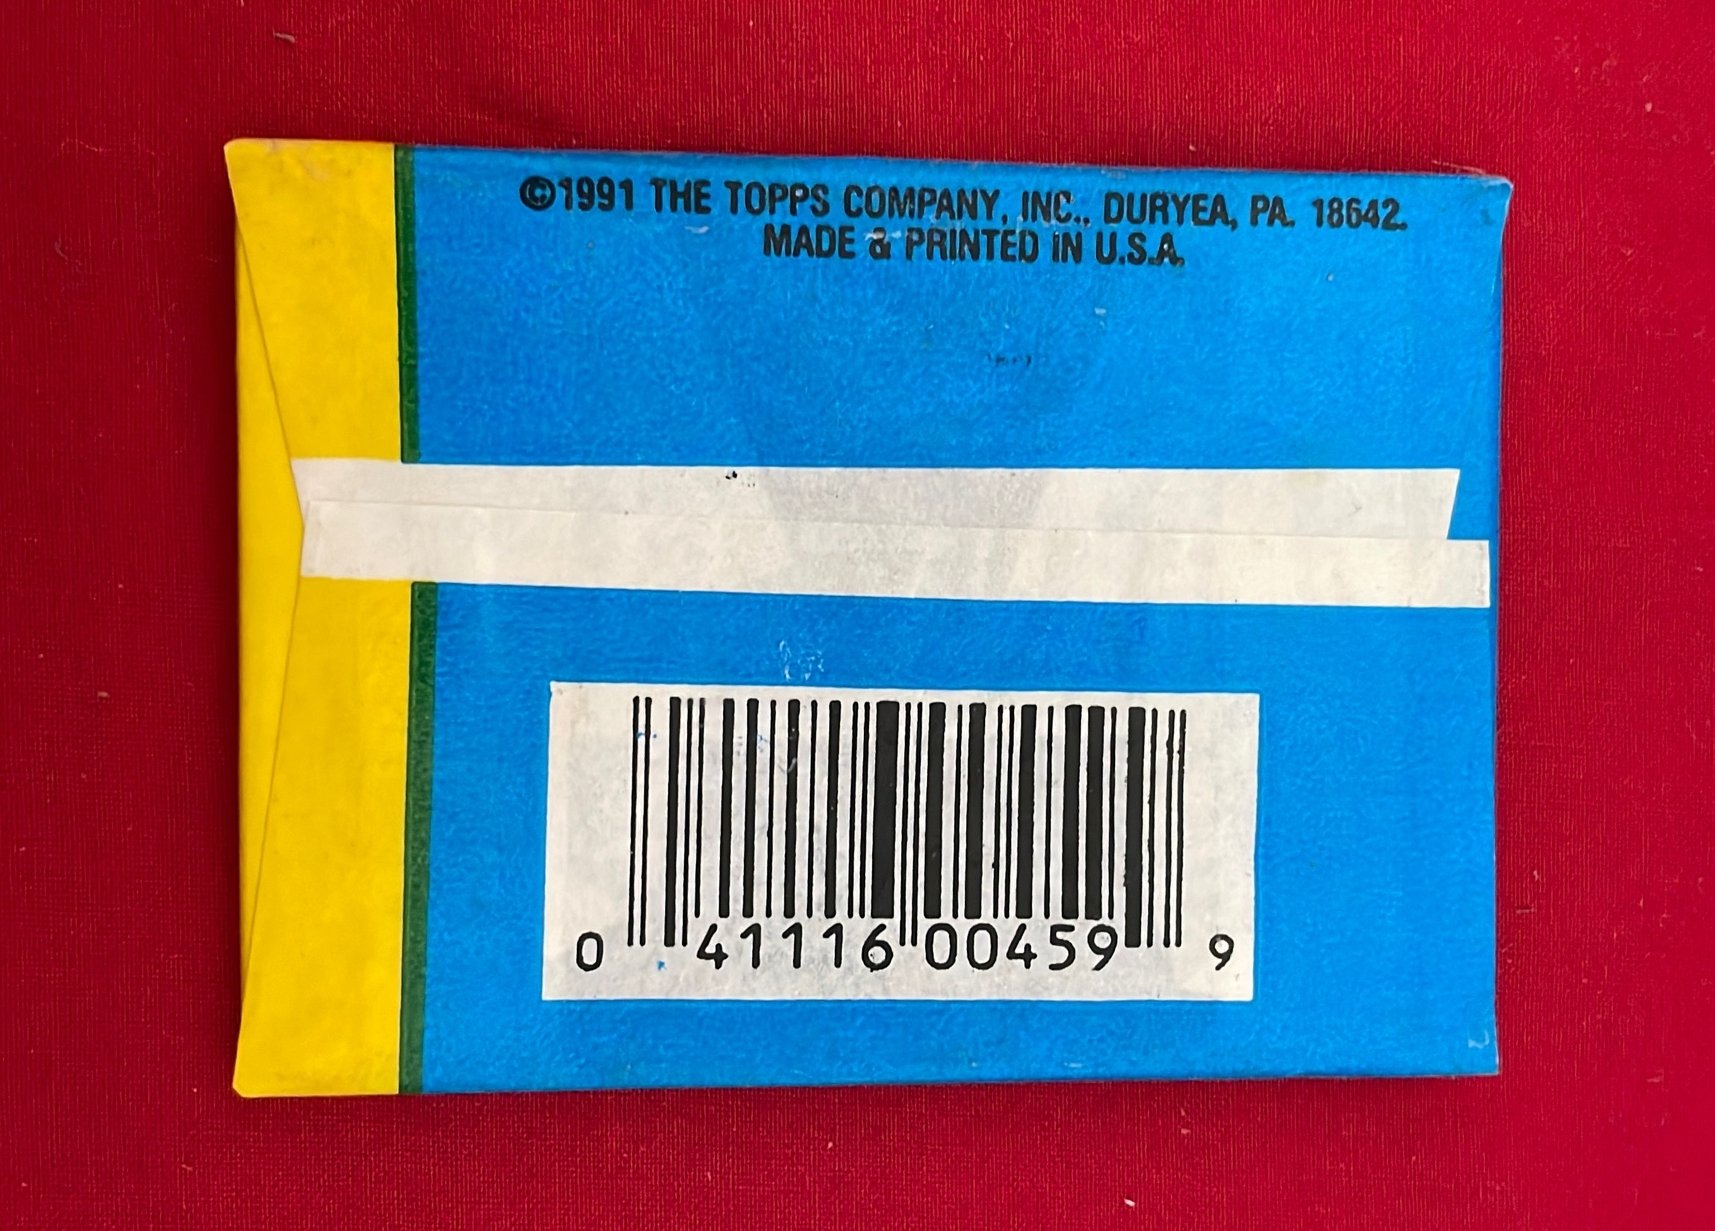 ©1991 THE TOPPS COMPANY, INC., DURYEA, PA. 18642.
MADE & PRINTED IN U.S.A.
0 41116 00459 9